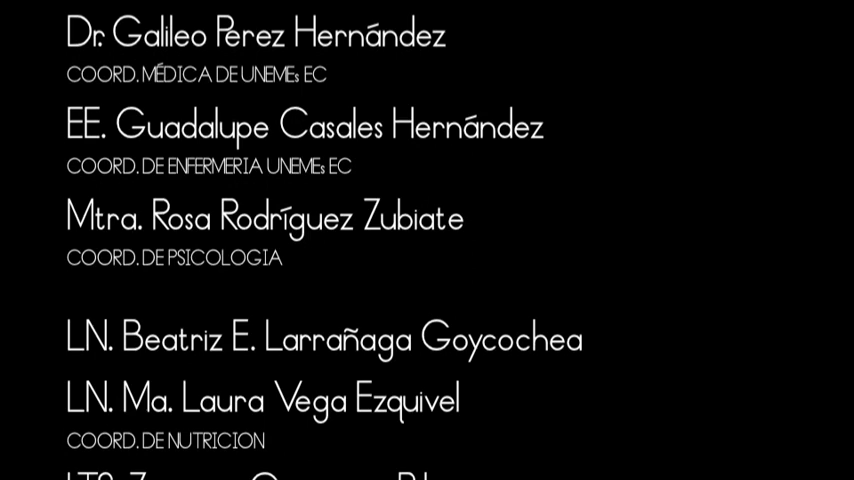 Dr. Galileo Pérez Hernández
COORD. MÉDICA DE UNEMEs EC
EE. Guadalupe Casales Hernández
COORD. DE ENFERMERIA UNEMEs EC
Mtra. Rosa Rodríguez Zubiate
COORD. DE PSICOLOGIA
LN. Beatriz E. Larrañaga Goycochea
LN. Ma. Laura Vega Ezquivel
COORD. DE NUTRICION